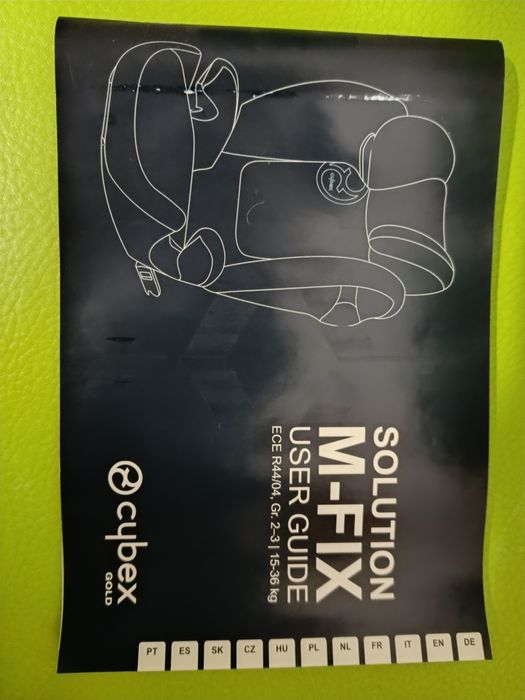 cybex
SOLUTION
M-FIX
USER GUIDE
ECE R44/04, Gr. 2–3 | 15-36 kg
cybex
GOLD
DE
EN
IT
FR
NL
PL
HU
CZ
SK
ES
PT